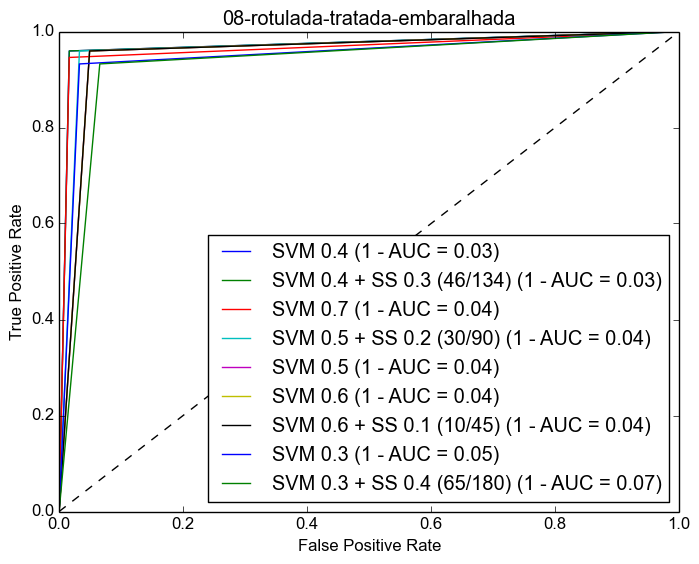 08-rotulada-tratada-embaralhada
1.0
0.8
0.6
0.4
0.2
0.0
True Positive Rate
SVM 0.4 (1 - AUC = 0.03)
SVM 0.4 + SS 0.3 (46/134) (1 - AUC = 0.03)
SVM 0.7 (1 - AUC = 0.04)
SVM 0.5 + SS 0.2 (30/90) (1 - AUC = 0.04)
SVM 0.5 (1 - AUC = 0.04)
SVM 0.6 (1 - AUC = 0.04)
SVM 0.6 + SS 0.1 (10/45) (1 - AUC = 0.04)
SVM 0.3 (1 - AUC = 0.05)
SVM 0.3 + SS 0.4 (65/180) (1 - AUC = 0.07)
0.0 0.2 0.4 0.6 0.8 1.0
False Positive Rate